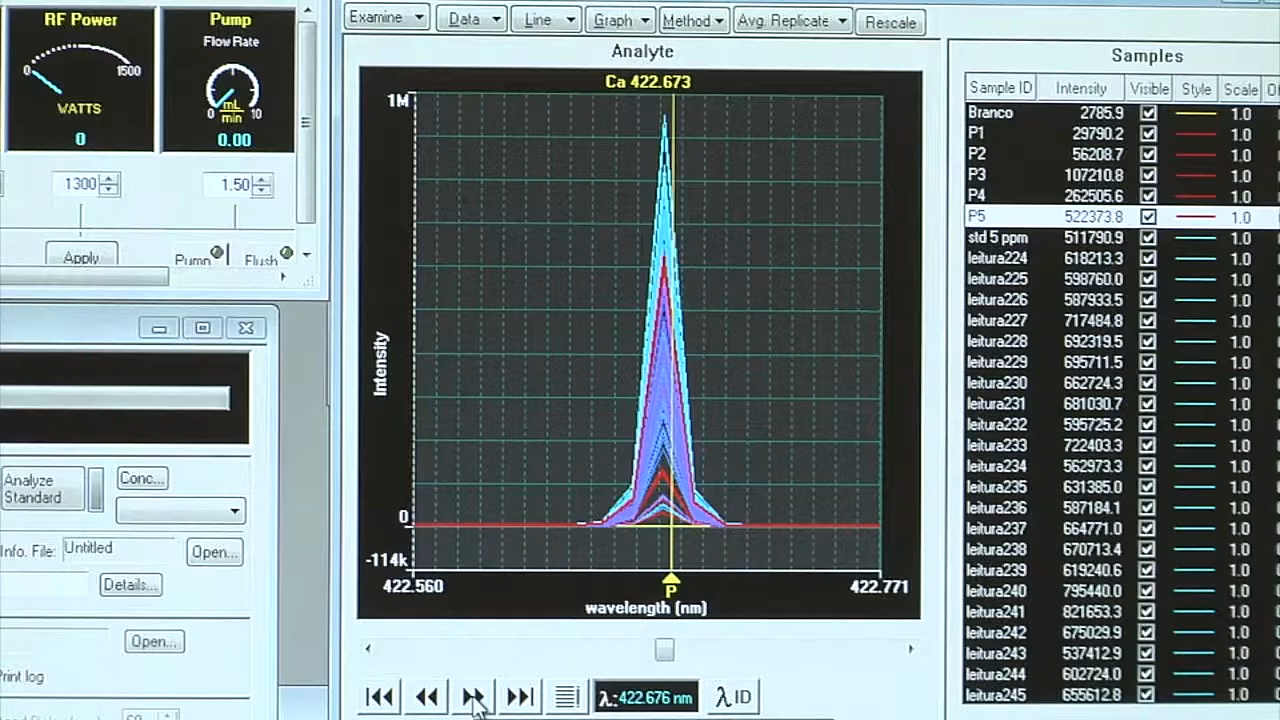 RF Power
0
1500
WATTS
0
1300
Apply
Pump
Flow Rate
mL
min
0
10
0.00
1.50
Pump
Flush
Analyze
Standard
Conc...
Info. File:
Untitled
Open...
Details...
Open...
Print log
Examine
Data
Line
Graph
Method
Avg. Replicate
Rescale
Analyte
Ca 422.673
1M
Intensity
0
-114k
422.560
P
422.771
wavelength (nm)
λ:422.676 nm
λ ID
Samples
Sample ID Intensity Visible Style Scale
Branco 2785.9 1.0
P1 29790.2 1.0
P2 56208.7 1.0
P3 107210.8 1.0
P4 262505.6 1.0
P5 522373.8 1.0
std 5 ppm 511790.9 1.0
leitura224 618213.3 1.0
leitura225 598760.0 1.0
leitura226 587933.5 1.0
leitura227 717484.8 1.0
leitura228 692319.5 1.0
leitura229 695711.5 1.0
leitura230 662724.3 1.0
leitura231 681030.7 1.0
leitura232 595725.2 1.0
leitura233 722403.3 1.0
leitura234 562973.3 1.0
leitura235 631385.0 1.0
leitura236 587184.1 1.0
leitura237 664771.0 1.0
leitura238 670713.4 1.0
leitura239 619240.6 1.0
leitura240 795440.0 1.0
leitura241 821653.3 1.0
leitura242 675029.9 1.0
leitura243 537412.9 1.0
leitura244 602724.0 1.0
leitura245 655612.8 1.0